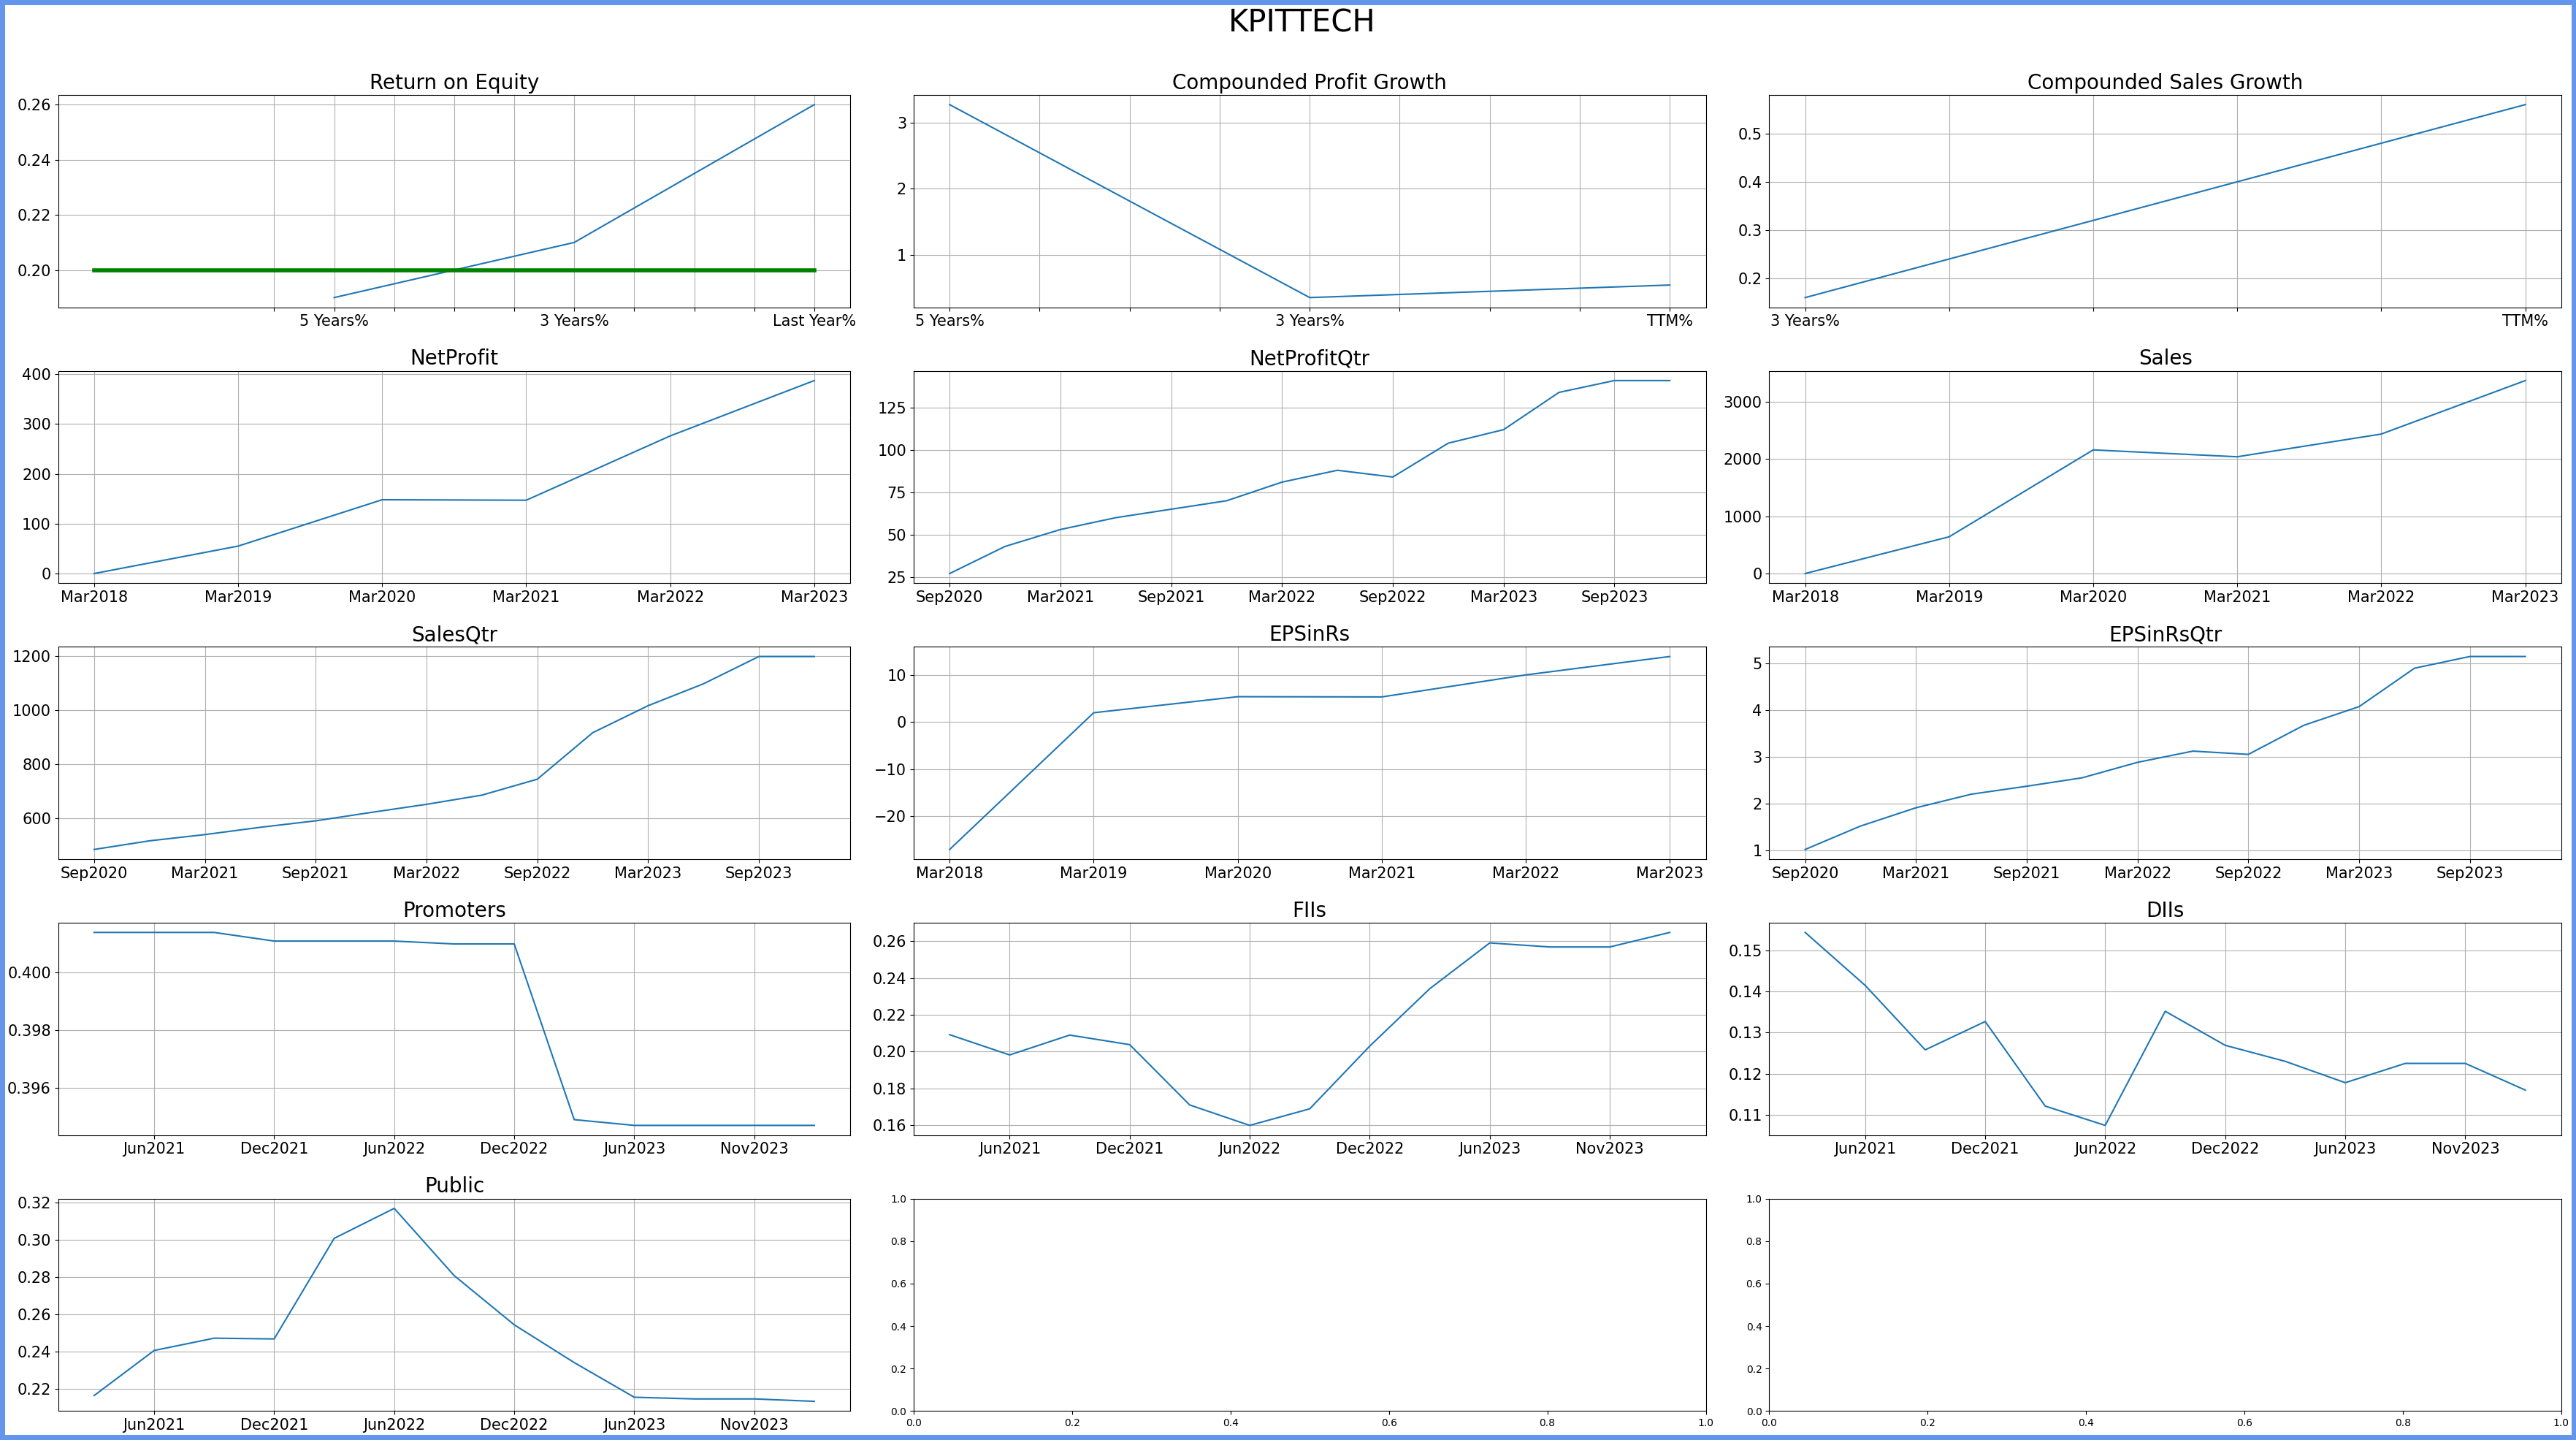 KPITTECH
Return on Equity
0.26
0.24
0.22
0.20
5 Years% 3 Years% Last Year%
Compounded Profit Growth
3
2
1
5 Years% 3 Years% TTM%
Compounded Sales Growth
0.5
0.4
0.3
0.2
3 Years% TTM%
NetProfit
400
300
200
100
0
Mar2018 Mar2019 Mar2020 Mar2021 Mar2022 Mar2023
NetProfitQtr
125
100
75
50
25
Sep2020 Mar2021 Sep2021 Mar2022 Sep2022 Mar2023 Sep2023
Sales
3000
2000
1000
0
Mar2018 Mar2019 Mar2020 Mar2021 Mar2022 Mar2023
SalesQtr
1200
1000
800
600
Sep2020 Mar2021 Sep2021 Mar2022 Sep2022 Mar2023 Sep2023
EPSinRs
10
0
−10
−20
Mar2018 Mar2019 Mar2020 Mar2021 Mar2022 Mar2023
EPSinRsQtr
5
4
3
2
1
Sep2020 Mar2021 Sep2021 Mar2022 Sep2022 Mar2023 Sep2023
Promoters
0.400
0.398
0.396
Jun2021 Dec2021 Jun2022 Dec2022 Jun2023 Nov2023
FIIs
0.26
0.24
0.22
0.20
0.18
0.16
Jun2021 Dec2021 Jun2022 Dec2022 Jun2023 Nov2023
DIIs
0.15
0.14
0.13
0.12
0.11
Jun2021 Dec2021 Jun2022 Dec2022 Jun2023 Nov2023
Public
0.32
0.30
0.28
0.26
0.24
0.22
Jun2021 Dec2021 Jun2022 Dec2022 Jun2023 Nov2023
1.0
0.8
0.6
0.4
0.2
0.0
0.0 0.2 0.4 0.6 0.8 1.0
1.0
0.8
0.6
0.4
0.2
0.0
0.0 0.2 0.4 0.6 0.8 1.0